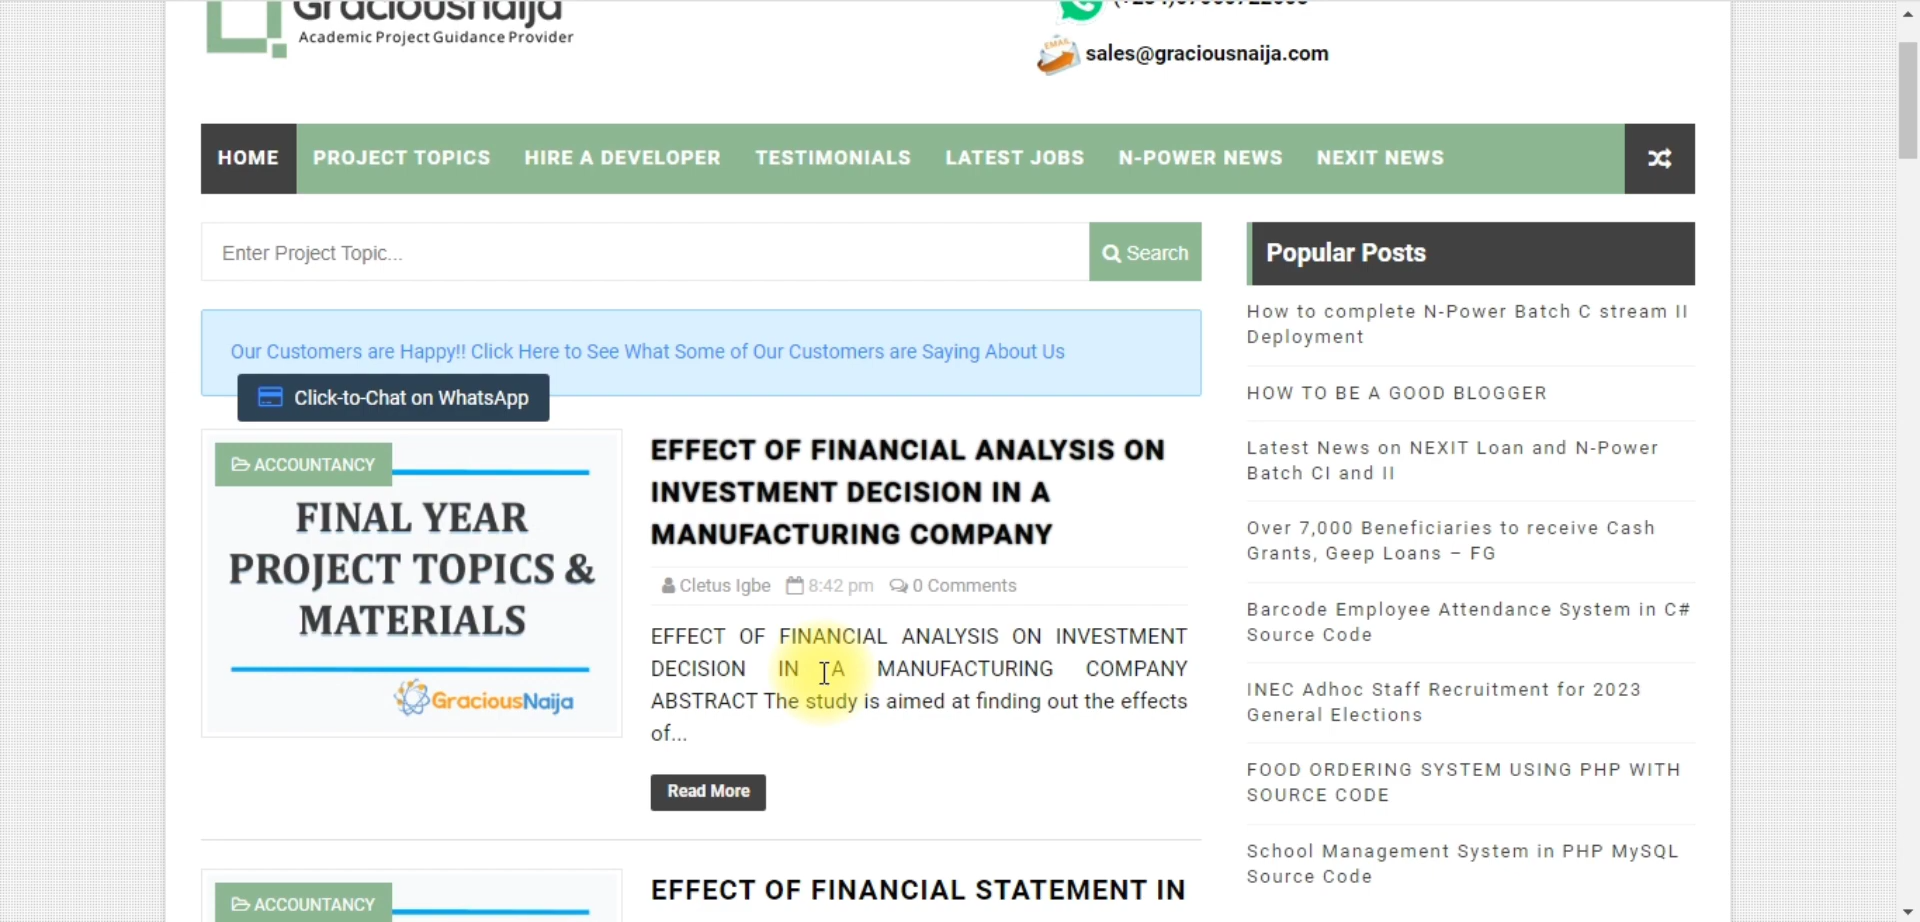 Graciousnaija
Academic Project Guidance Provider
sales@graciousnaija.com
HOME
PROJECT TOPICS
HIRE A DEVELOPER
TESTIMONIALS
LATEST JOBS
N-POWER NEWS
NEXIT NEWS
Enter Project Topic...
Search
Our Customers are Happy!! Click Here to See What Some of Our Customers are Saying About Us
Click-to-Chat on WhatsApp
ACCOUNTANCY
FINAL YEAR
PROJECT TOPICS &
MATERIALS
GraciousNaija
EFFECT OF FINANCIAL ANALYSIS ON
INVESTMENT DECISION IN A
MANUFACTURING COMPANY
Cletus Igbe 8:42 pm 0 Comments
EFFECT OF FINANCIAL ANALYSIS ON INVESTMENT
DECISION IN A MANUFACTURING COMPANY
ABSTRACT The study is aimed at finding out the effects
of...
Read More
ACCOUNTANCY
EFFECT OF FINANCIAL STATEMENT IN
Popular Posts
How to complete N-Power Batch C stream II
Deployment
HOW TO BE A GOOD BLOGGER
Latest News on NEXIT Loan and N-Power
Batch CI and II
Over 7,000 Beneficiaries to receive Cash
Grants, Geep Loans – FG
Barcode Employee Attendance System in C#
Source Code
INEC Adhoc Staff Recruitment for 2023
General Elections
FOOD ORDERING SYSTEM USING PHP WITH
SOURCE CODE
School Management System in PHP MySQL
Source Code